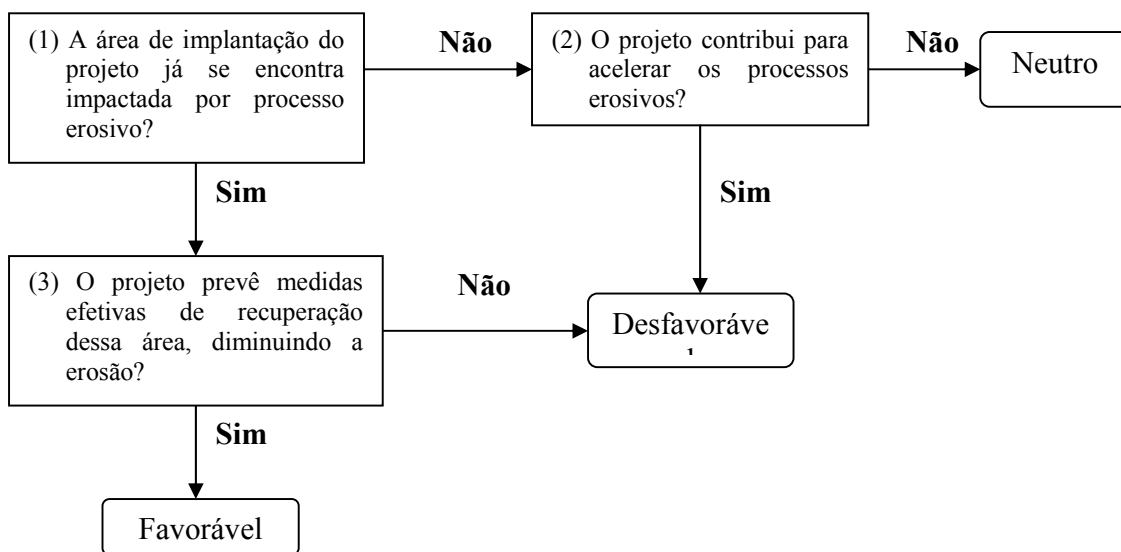 (1) A área de implantação do
projeto já se encontra
impactada por processo
erosivo?
Não
(2) O projeto contribui para
acelerar os processos
erosivos?
Não
Neutro
Sim
Sim
(3) O projeto prevê medidas
efetivas de recuperação
dessa área, diminuindo a
erosão?
Não
Desfavoráve
l
Sim
Favorável